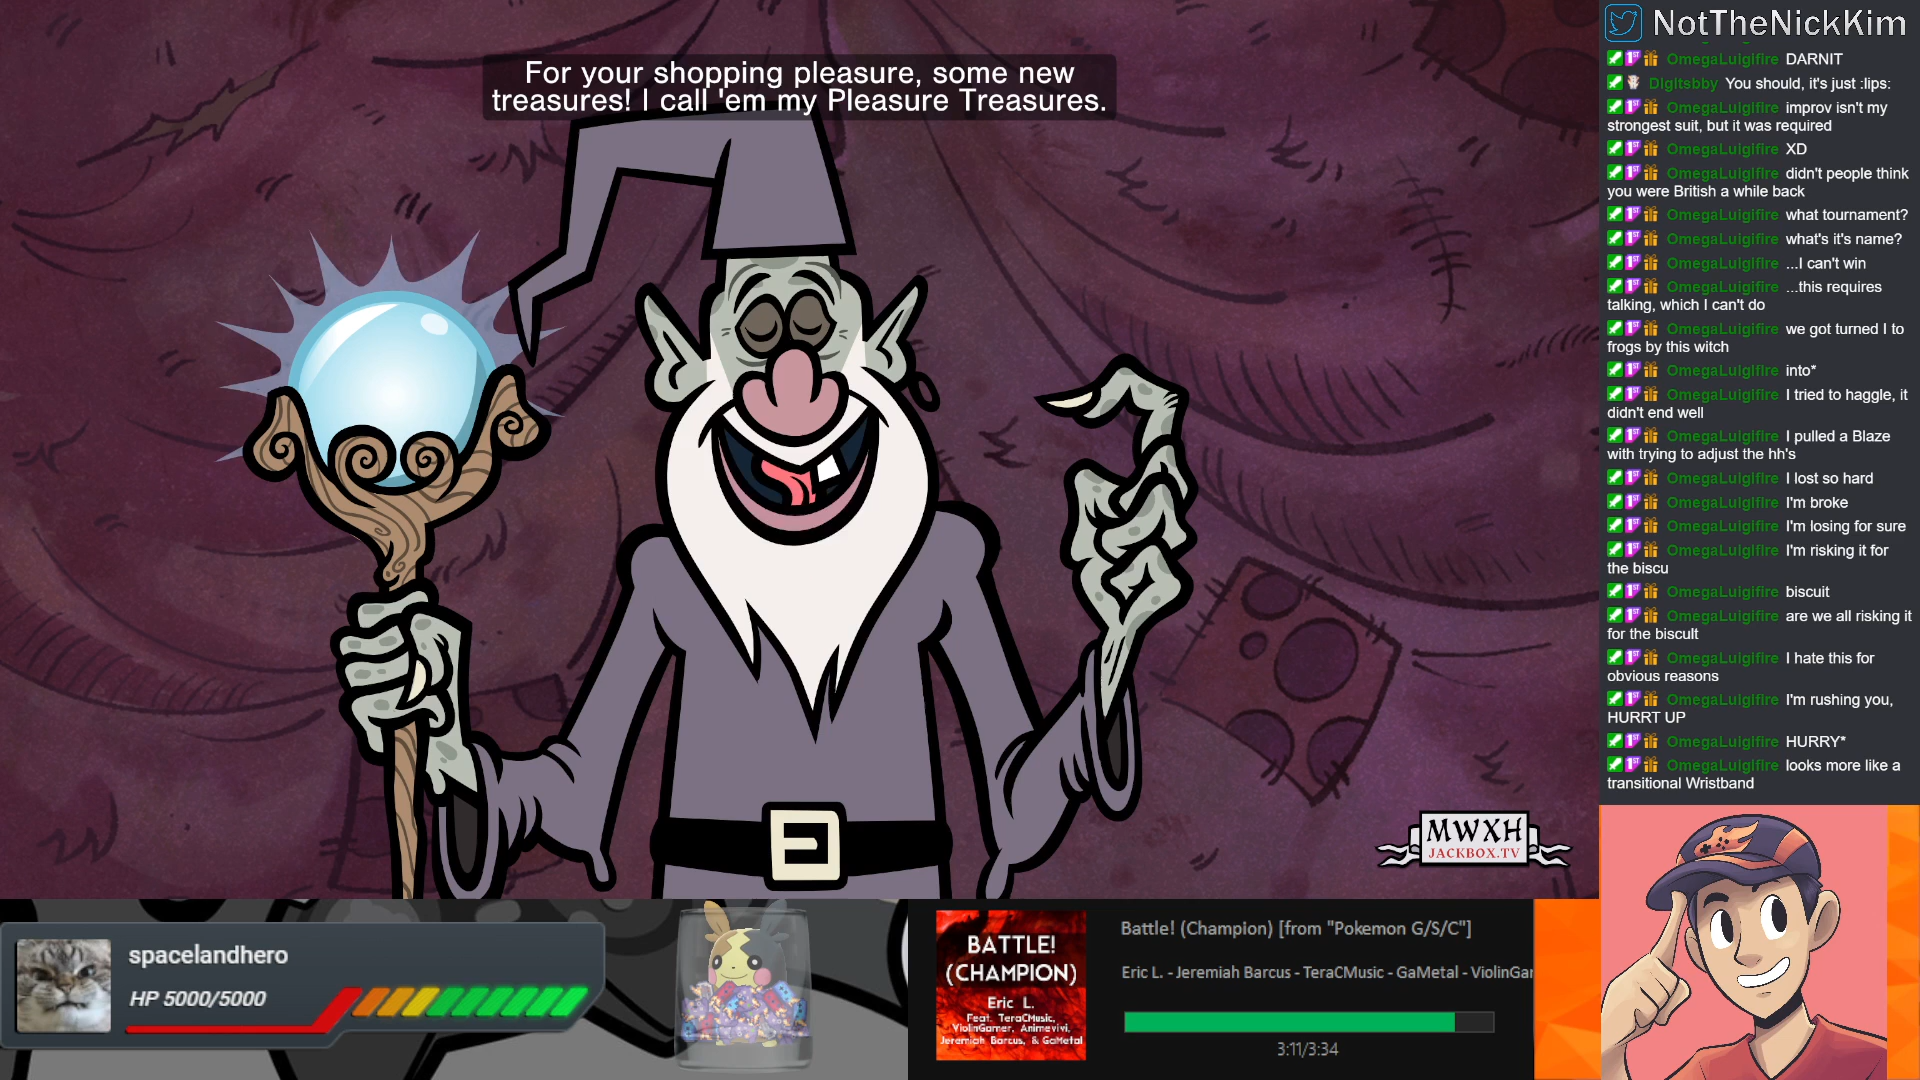 For your shopping pleasure, some new
treasures! I call 'em my Pleasure Treasures.
MWXH
JACKBOX.TV
NotTheNickKim
OmegaLuigifire DARNIT
Digitsbby You should, it's just :lips:
OmegaLuigifire improv isn't my
strongest suit, but it was required
OmegaLuigifire XD
OmegaLuigifire didn't people think
you were British a while back
OmegaLuigifire what tournament?
OmegaLuigifire what's it's name?
OmegaLuigifire ...I can't win
OmegaLuigifire ...this requires
talking, which I can't do
OmegaLuigifire we got turned I to
frogs by this witch
OmegaLuigifire into*
OmegaLuigifire I tried to haggle, it
didn't end well
OmegaLuigifire I pulled a Blaze
with trying to adjust the hh's
OmegaLuigifire I lost so hard
OmegaLuigifire I'm broke
OmegaLuigifire I'm losing for sure
OmegaLuigifire I'm risking it for
the biscu
OmegaLuigifire biscuit
OmegaLuigifire are we all risking it
for the biscuit
OmegaLuigifire I hate this for
obvious reasons
OmegaLuigifire I'm rushing you,
HURRT UP
OmegaLuigifire HURRY*
OmegaLuigifire looks more like a
transitional Wristband
spacelandhero
HP 5000/5000
BATTLE!
(CHAMPION)
Eric L.
Feat. TeraCMusic,
ViolinGamer, Animevivi,
Jeremiah Barcus, & GaMetal
Battle! (Champion) [from "Pokemon G/S/C"]
Eric L. - Jeremiah Barcus - TeraCMusic - GaMetal - ViolinGar
3:11/3:34